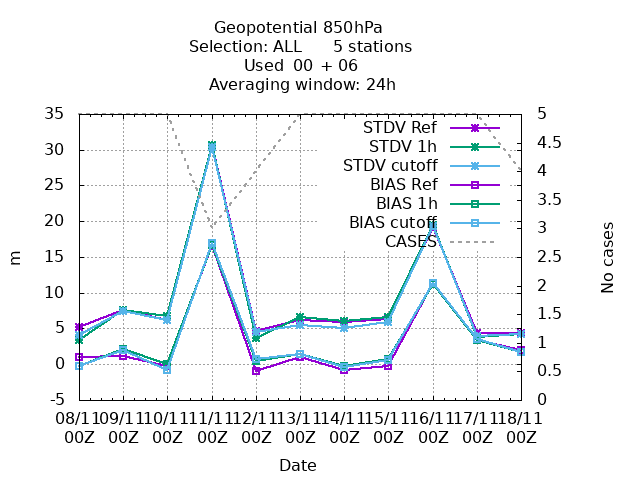 Geopotential 850hPa
Selection: ALL 5 stations
Used 00 + 06
Averaging window: 24h
35
30
25
20
15
10
5
0
-5
m
5
4.5
4
3.5
3
2.5
2
1.5
1
0.5
0
No cases
STDV Ref
STDV 1h
STDV cutoff
BIAS Ref
BIAS 1h
BIAS cutoff
CASES
08/11 09/11 10/11 11/11 12/11 13/11 14/11 15/11 16/11 17/11 18/11
00Z 00Z 00Z 00Z 00Z 00Z 00Z 00Z 00Z 00Z 00Z
Date